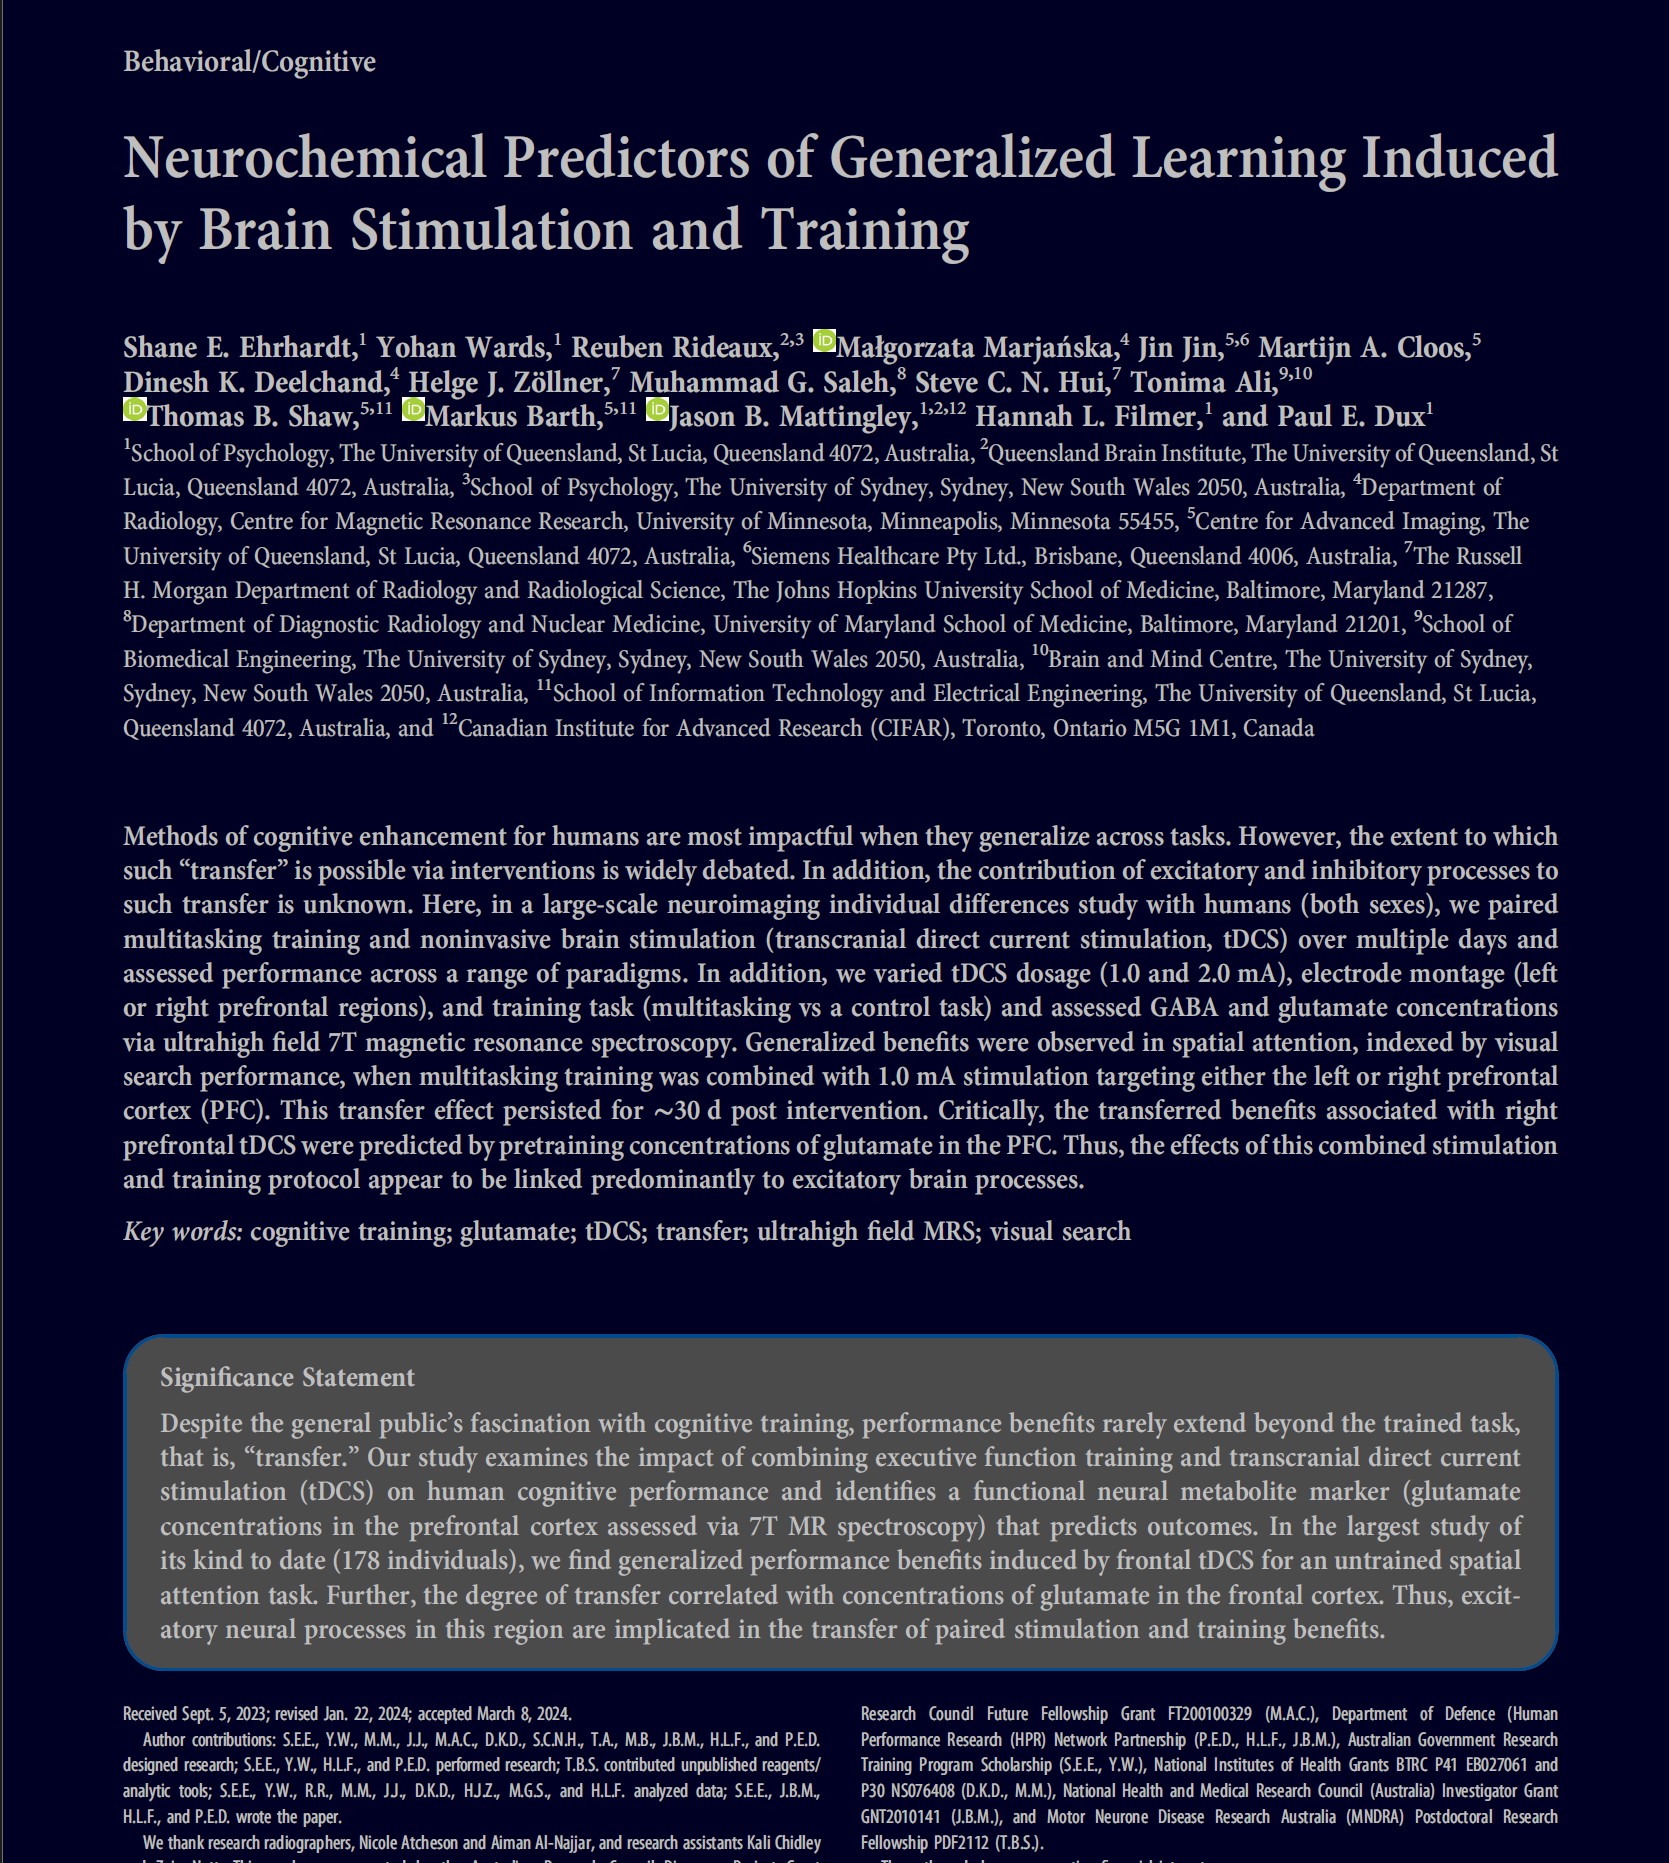 Behavioral/Cognitive
Neurochemical Predictors of Generalized Learning Induced
by Brain Stimulation and Training
Shane E. Ehrhardt,1 Yohan Wards,1 Reuben Rideaux,2,3 iD Małgorzata Marjańska,4 Jin Jin,5,6 Martijn A. Cloos,5
Dinesh K. Deelchand,4 Helge J. Zöllner,7 Muhammad G. Saleh,8 Steve C. N. Hui,7 Tonima Ali,9,10
iD Thomas B. Shaw,5,11 iD Markus Barth,5,11 iD Jason B. Mattingley,1,2,12 Hannah L. Filmer,1 and Paul E. Dux1
1School of Psychology, The University of Queensland, St Lucia, Queensland 4072, Australia, 2Queensland Brain Institute, The University of Queensland, St
Lucia, Queensland 4072, Australia, 3School of Psychology, The University of Sydney, Sydney, New South Wales 2050, Australia, 4Department of
Radiology, Centre for Magnetic Resonance Research, University of Minnesota, Minneapolis, Minnesota 55455, 5Centre for Advanced Imaging, The
University of Queensland, St Lucia, Queensland 4072, Australia, 6Siemens Healthcare Pty Ltd., Brisbane, Queensland 4006, Australia, 7The Russell
H. Morgan Department of Radiology and Radiological Science, The Johns Hopkins University School of Medicine, Baltimore, Maryland 21287,
8Department of Diagnostic Radiology and Nuclear Medicine, University of Maryland School of Medicine, Baltimore, Maryland 21201, 9School of
Biomedical Engineering, The University of Sydney, Sydney, New South Wales 2050, Australia, 10Brain and Mind Centre, The University of Sydney,
Sydney, New South Wales 2050, Australia, 11School of Information Technology and Electrical Engineering, The University of Queensland, St Lucia,
Queensland 4072, Australia, and 12Canadian Institute for Advanced Research (CIFAR), Toronto, Ontario M5G 1M1, Canada
Methods of cognitive enhancement for humans are most impactful when they generalize across tasks. However, the extent to which
such “transfer” is possible via interventions is widely debated. In addition, the contribution of excitatory and inhibitory processes to
such transfer is unknown. Here, in a large-scale neuroimaging individual differences study with humans (both sexes), we paired
multitasking training and noninvasive brain stimulation (transcranial direct current stimulation, tDCS) over multiple days and
assessed performance across a range of paradigms. In addition, we varied tDCS dosage (1.0 and 2.0 mA), electrode montage (left
or right prefrontal regions), and training task (multitasking vs a control task) and assessed GABA and glutamate concentrations
via ultrahigh field 7T magnetic resonance spectroscopy. Generalized benefits were observed in spatial attention, indexed by visual
search performance, when multitasking training was combined with 1.0 mA stimulation targeting either the left or right prefrontal
cortex (PFC). This transfer effect persisted for ∼30 d post intervention. Critically, the transferred benefits associated with right
prefrontal tDCS were predicted by pretraining concentrations of glutamate in the PFC. Thus, the effects of this combined stimulation
and training protocol appear to be linked predominantly to excitatory brain processes.
Key words: cognitive training; glutamate; tDCS; transfer; ultrahigh field MRS; visual search
Significance Statement
Despite the general public’s fascination with cognitive training, performance benefits rarely extend beyond the trained task,
that is, “transfer.” Our study examines the impact of combining executive function training and transcranial direct current
stimulation (tDCS) on human cognitive performance and identifies a functional neural metabolite marker (glutamate
concentrations in the prefrontal cortex assessed via 7T MR spectroscopy) that predicts outcomes. In the largest study of
its kind to date (178 individuals), we find generalized performance benefits induced by frontal tDCS for an untrained spatial
attention task. Further, the degree of transfer correlated with concentrations of glutamate in the frontal cortex. Thus, excit-
atory neural processes in this region are implicated in the transfer of paired stimulation and training benefits.
Received Sept. 5, 2023; revised Jan. 22, 2024; accepted March 8, 2024.
Author contributions: S.E.E., Y.W., M.M., J.J., M.A.C., D.K.D., S.C.N.H., T.A., M.B., J.B.M., H.L.F., and P.E.D.
designed research; S.E.E., Y.W., H.L.F., and P.E.D. performed research; T.B.S. contributed unpublished reagents/
analytic tools; S.E.E., Y.W., R.R., M.M., J.J., D.K.D., H.J.Z., M.G.S., and H.L.F. analyzed data; S.E.E., J.B.M.,
H.L.F., and P.E.D. wrote the paper.
We thank research radiographers, Nicole Atcheson and Aiman Al-Najjar, and research assistants Kali Chidley
Research Council Future Fellowship Grant FT200100329 (M.A.C.), Department of Defence (Human
Performance Research (HPR) Network Partnership (P.E.D., H.L.F., J.B.M.), Australian Government Research
Training Program Scholarship (S.E.E., Y.W.), National Institutes of Health Grants BTRC P41 EB027061 and
P30 NS076408 (D.K.D., M.M.), National Health and Medical Research Council (Australia) Investigator Grant
GNT2010141 (J.B.M.), and Motor Neurone Disease Research Australia (MNDRA) Postdoctoral Research
Fellowship PDF2112 (T.B.S.).